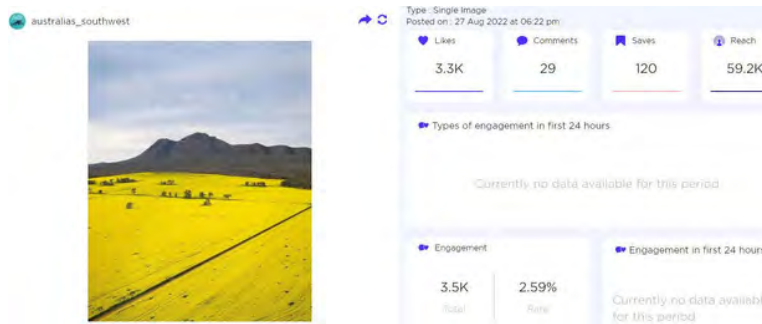 australias_southwest
Type : Single Image
Posted on : 27 Aug 2022 at 06:22 pm
Likes
Comments
Saves
Reach
3.3K
29
120
59.2K
Types of engagement in first 24 hours
Currently no data available for this period
Engagement
Engagement in first 24 hours
3.5K
2.59%
Total
Rate
Currently no data availabl
for this period